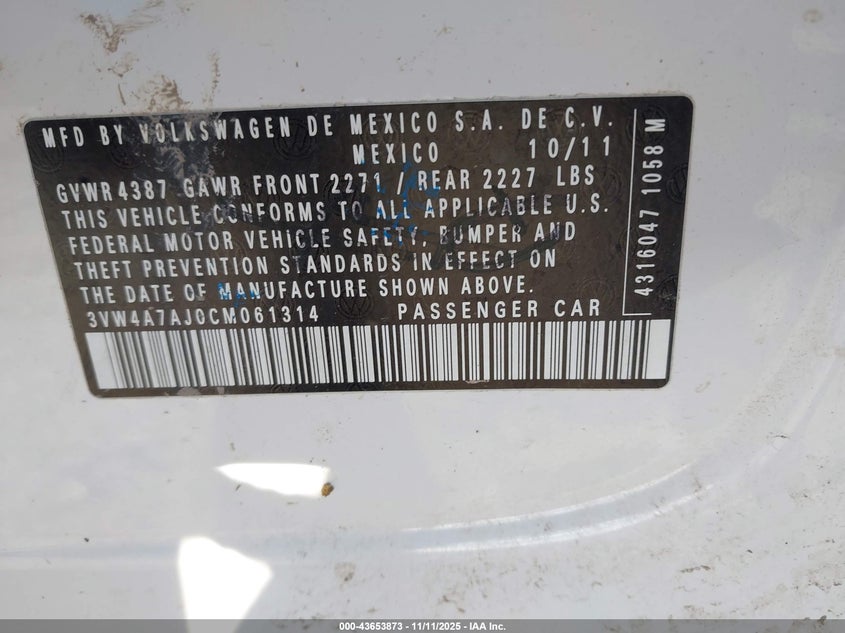 MFD BY VOLKSWAGEN DE MEXICO S.A. DE C.V.
MEXICO 10/11
GVWR 4387 GAWR FRONT 2271 / REAR 2227 LBS
THIS VEHICLE CONFORMS TO ALL APPLICABLE U.S.
FEDERAL MOTOR VEHICLE SAFETY, BUMPER AND
THEFT PREVENTION STANDARDS IN EFFECT ON
THE DATE OF MANUFACTURE SHOWN ABOVE.
3VW4A7AJ0CM061314 PASSENGER CAR
4316047 1058 M
000-43653873 - 11/11/2025 - IAA Inc.